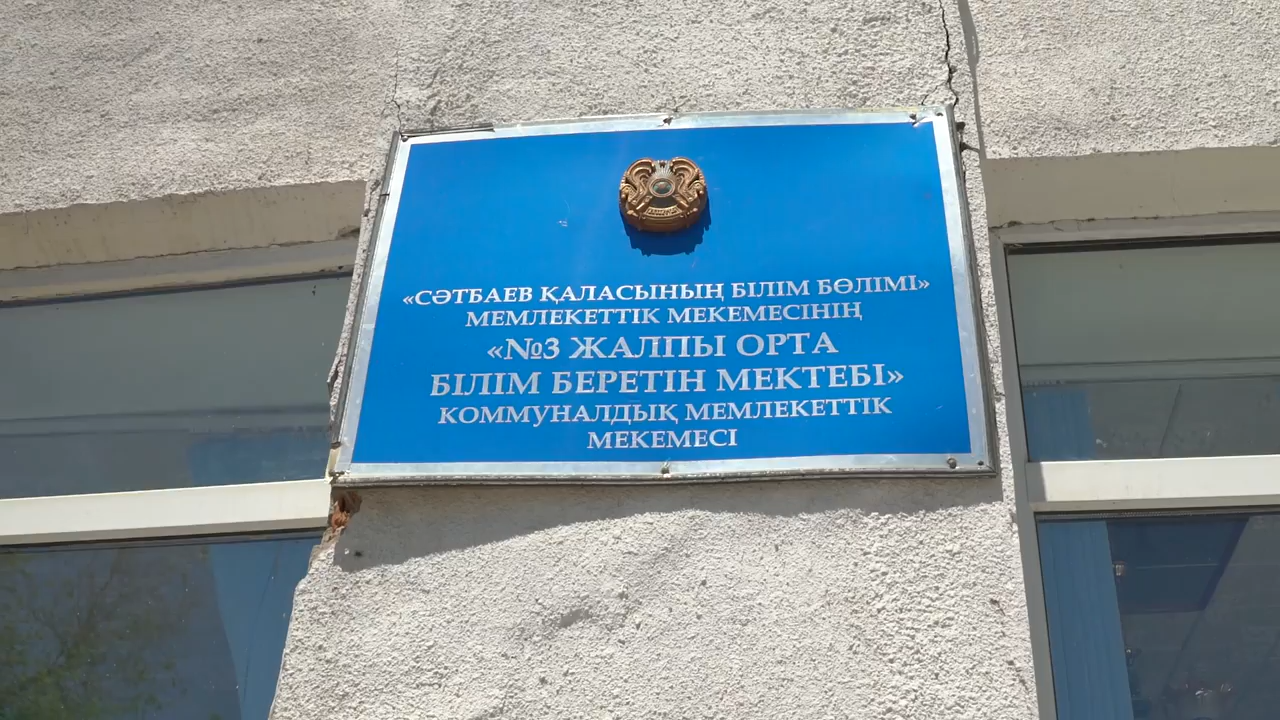 «СӘТБАЕВ ҚАЛАСЫНЫҢ БІЛІМ БӨЛІМІ»
МЕМЛЕКЕТТІК МЕКЕМЕСІНІҢ
«№3 ЖАЛПЫ ОРТА
БІЛІМ БЕРЕТІН МЕКТЕБІ»
КОММУНАЛДЫҚ МЕМЛЕКЕТТІК
МЕКЕМЕСІ